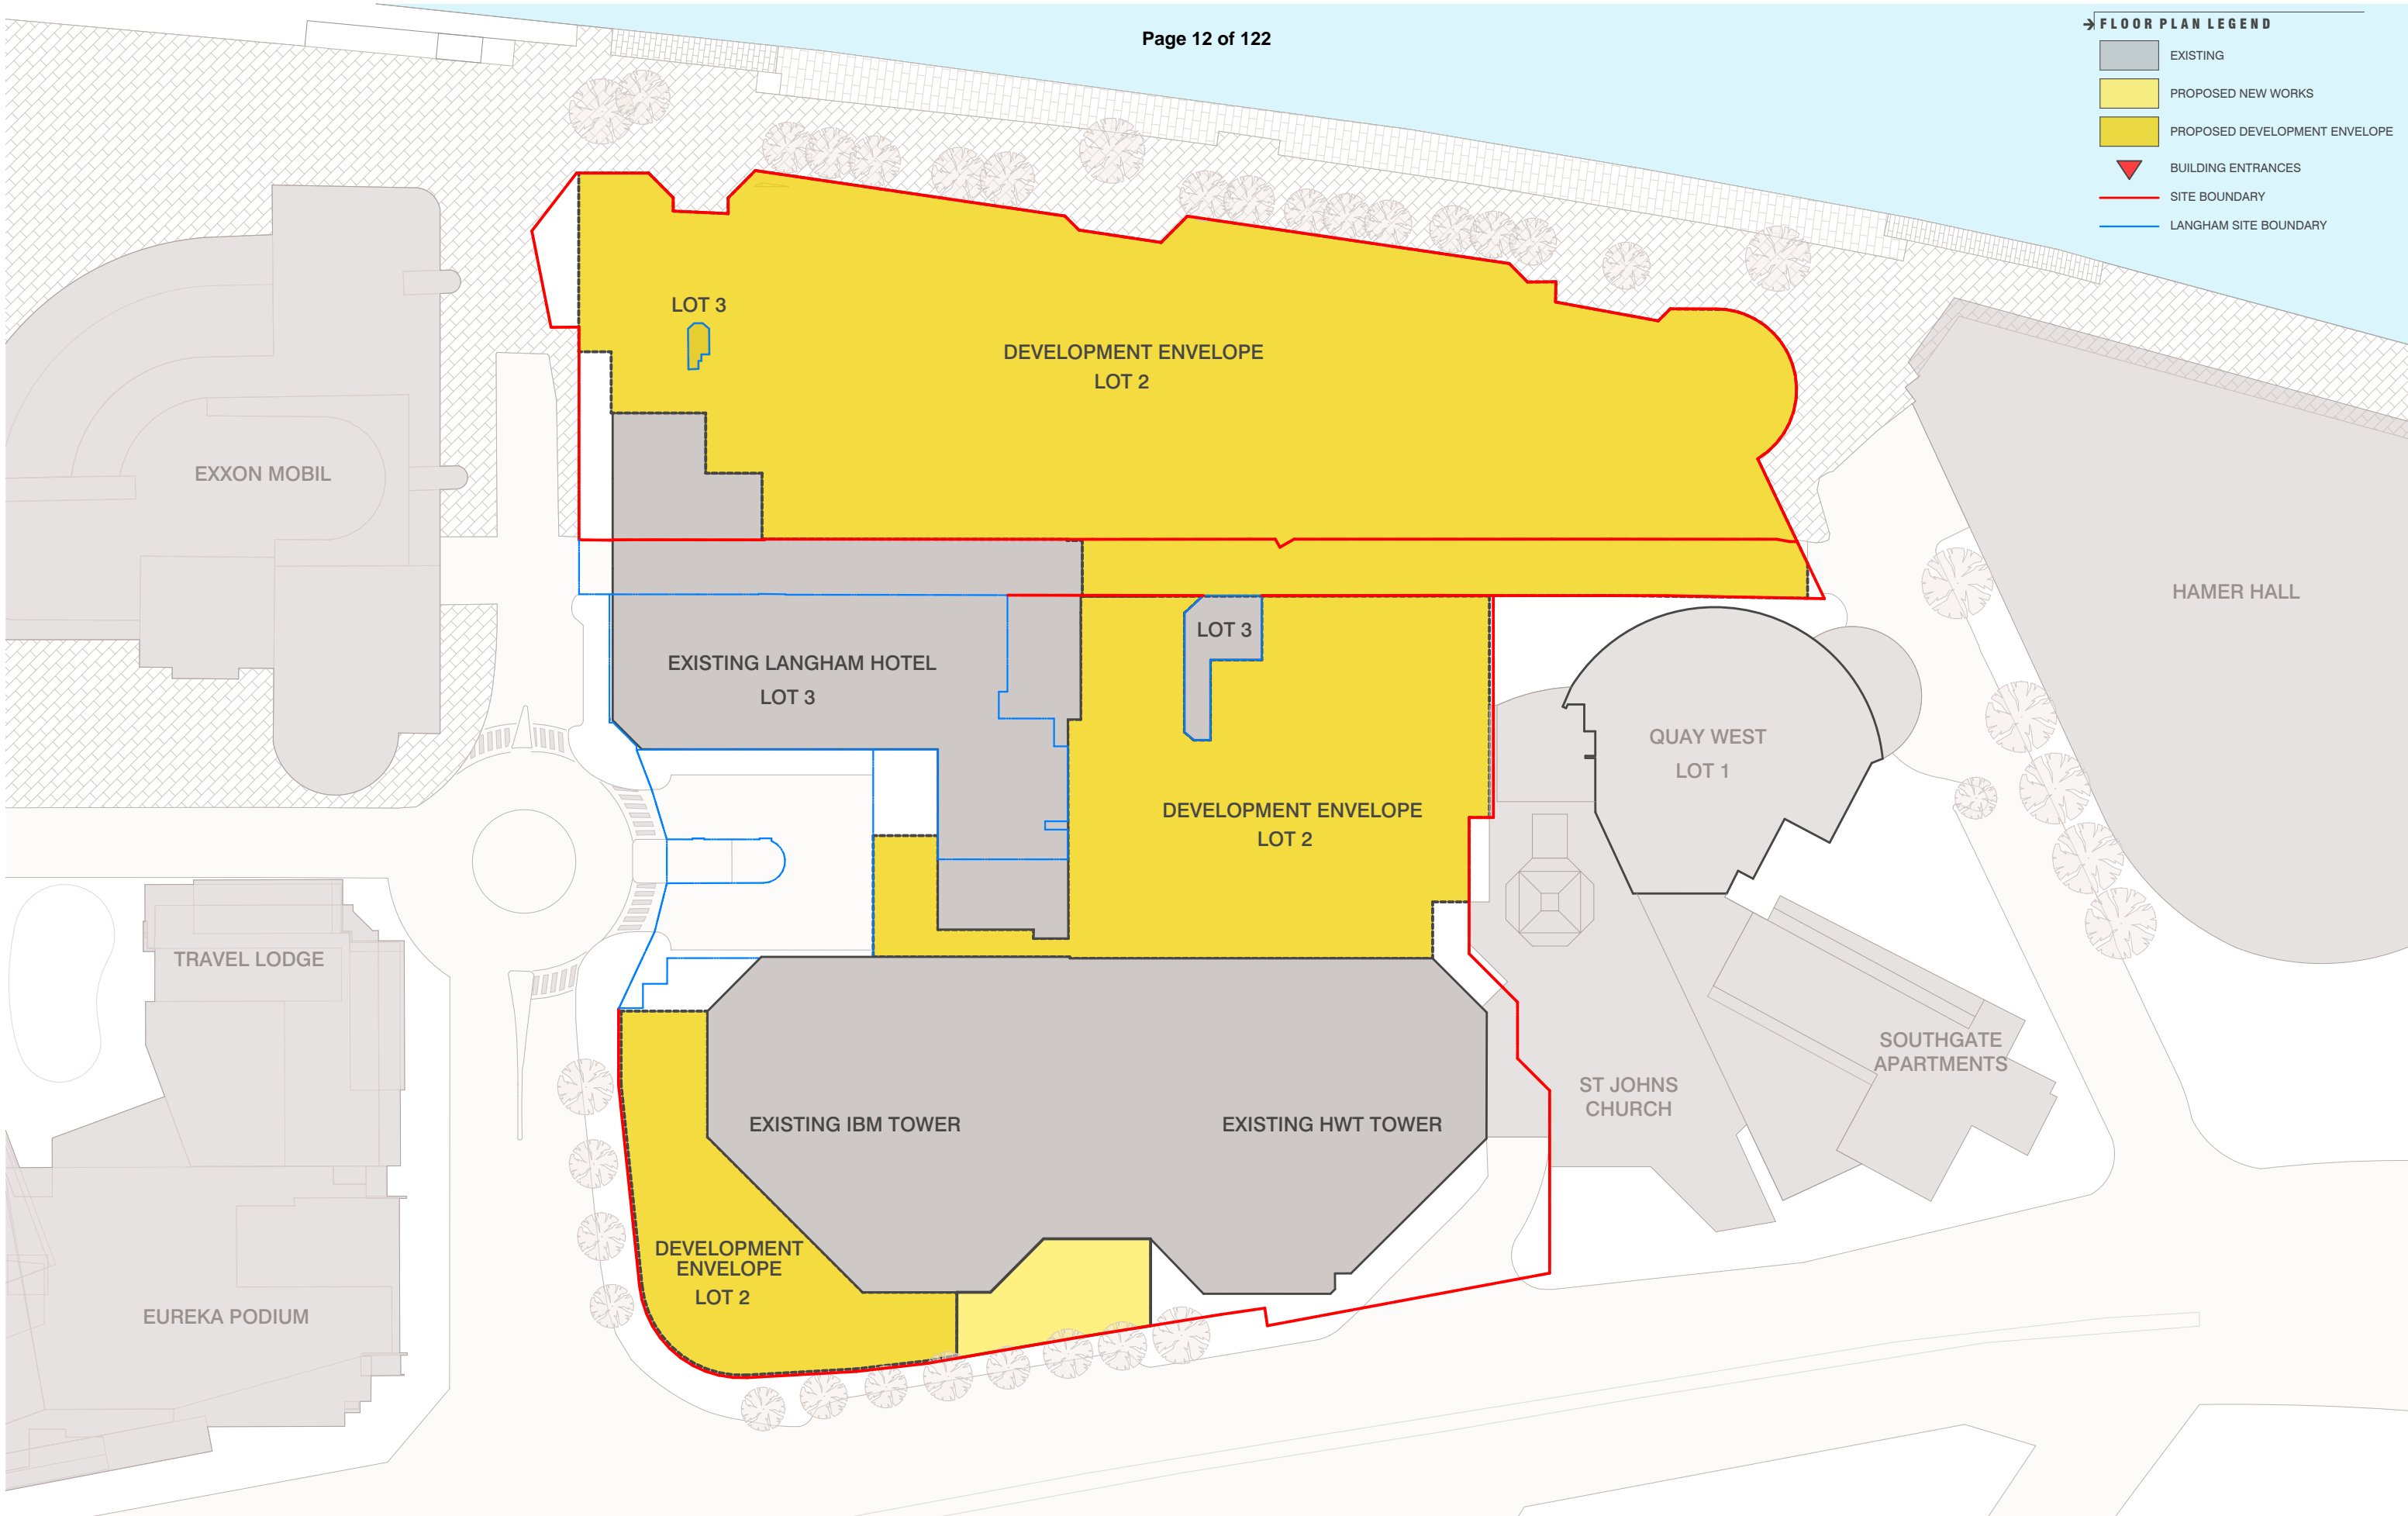 Page 12 of 122
FLOOR PLAN LEGEND
EXISTING
PROPOSED NEW WORKS
PROPOSED DEVELOPMENT ENVELOPE
BUILDING ENTRANCES
SITE BOUNDARY
LANGHAM SITE BOUNDARY
LOT 3
DEVELOPMENT ENVELOPE
LOT 2
EXXON MOBIL
HAMER HALL
LOT 3
EXISTING LANGHAM HOTEL
LOT 3
QUAY WEST
LOT 1
DEVELOPMENT ENVELOPE
LOT 2
TRAVEL LODGE
SOUTHGATE
APARTMENTS
ST JOHNS
CHURCH
EXISTING IBM TOWER
EXISTING HWT TOWER
DEVELOPMENT
ENVELOPE
LOT 2
EUREKA PODIUM